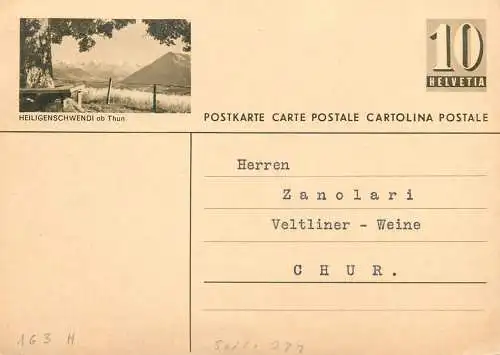 HEILIGENSCHWENDI ob Thun
10
HELVETIA
POSTKARTE CARTE POSTALE CARTOLINA POSTALE
Herren
Zanolari
Veltliner - Weine
CHUR.
163 H